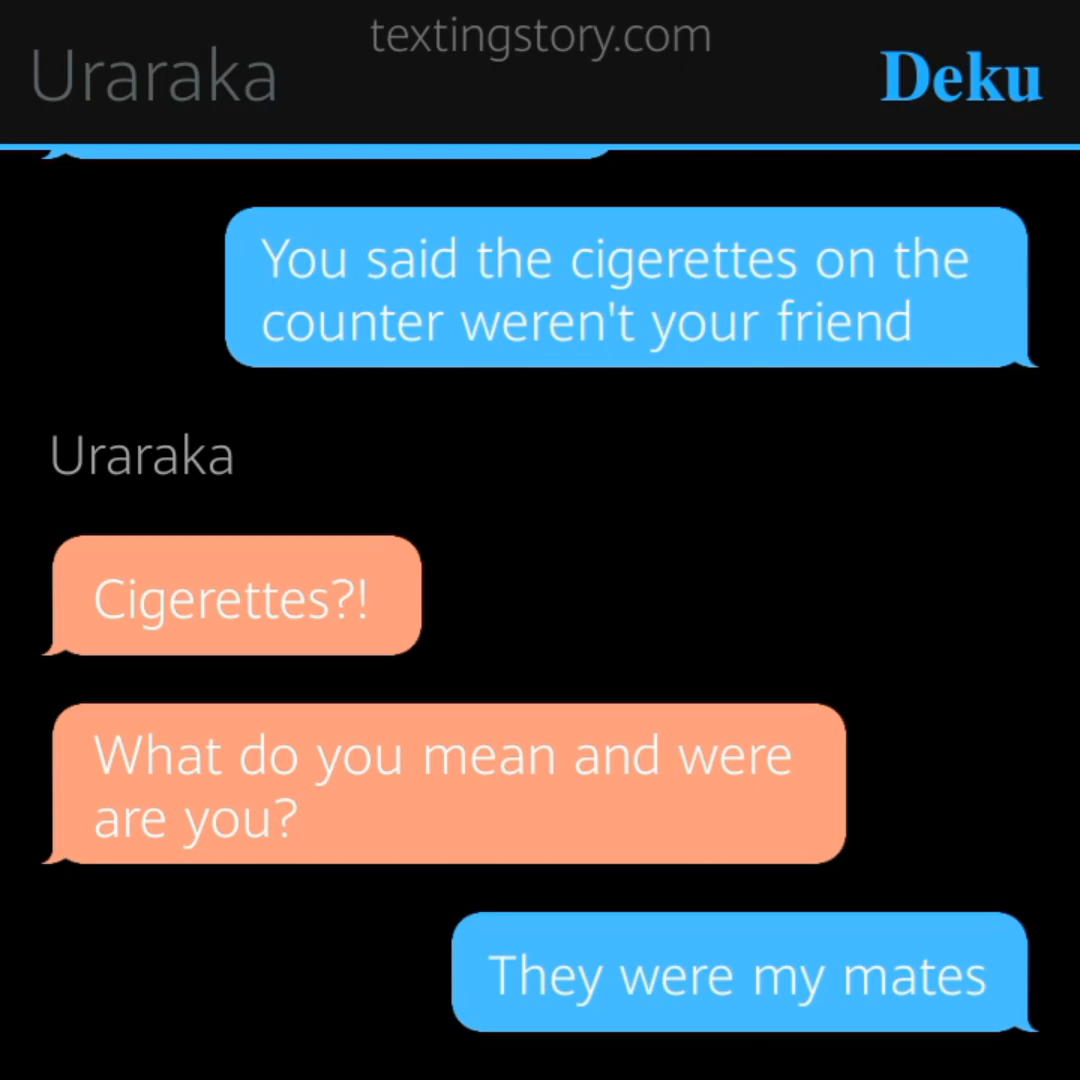 textingstory.com
Uraraka
Deku
You said the cigerettes on the
counter weren't your friend
Uraraka
Cigerettes?!
What do you mean and were
are you?
They were my mates